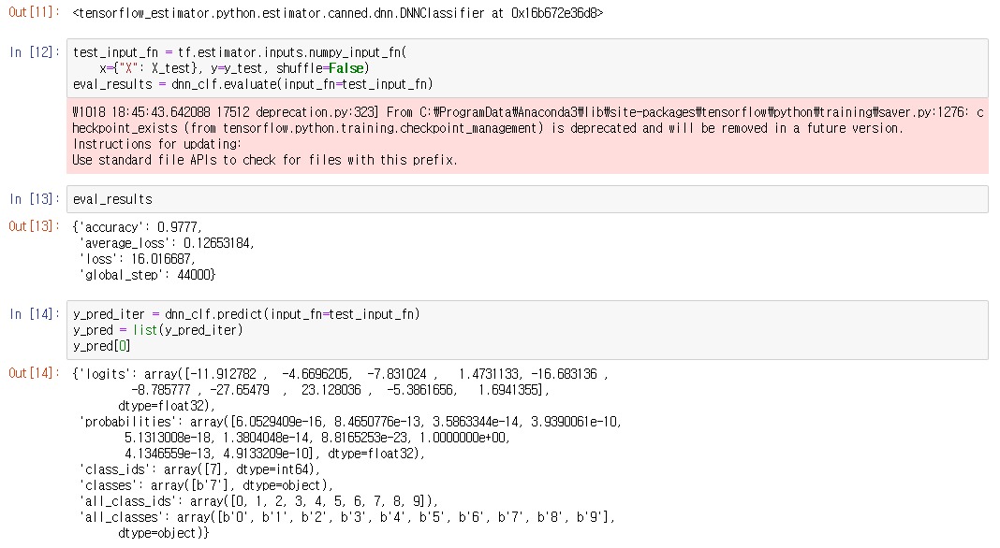 Out[11]: <tensorflow_estimator.python.estimator.canned.dnn.DNNClassifier at 0x16b672e36d8>
In [12]: test_input_fn = tf.estimator.inputs.numpy_input_fn(
x={"X": X_test}, y=y_test, shuffle=False)
eval_results = dnn_clf.evaluate(input_fn=test_input_fn)
W1018 18:45:43.642088 17512 deprecation.py:323] From C:₩ProgramData₩Anaconda3₩lib₩site-packages₩tensorflow₩python₩training₩saver.py:1276: c
heckpoint_exists (from tensorflow.python.training.checkpoint_management) is deprecated and will be removed in a future version.
Instructions for updating:
Use standard file APIs to check for files with this prefix.
In [13]: eval_results
Out[13]: {'accuracy': 0.9777,
'average_loss': 0.12653184,
'loss': 16.016687,
'global_step': 44000}
In [14]: y_pred_iter = dnn_clf.predict(input_fn=test_input_fn)
y_pred = list(y_pred_iter)
y_pred[0]
Out[14]: {'logits': array([-11.912782 , -4.6696205, -7.831024 , 1.4731133, -16.683136 ,
-8.785777 , -27.65479 , 23.128036 , -5.3861656, 1.6941355],
dtype=float32),
'probabilities': array([6.0529409e-16, 8.4650776e-13, 3.5863344e-14, 3.9390061e-10,
5.1313008e-18, 1.3804048e-14, 8.8165253e-23, 1.0000000e+00,
4.1346559e-13, 4.9133209e-10], dtype=float32),
'class_ids': array([7], dtype=int64),
'classes': array([b'7'], dtype=object),
'all_class_ids': array([0, 1, 2, 3, 4, 5, 6, 7, 8, 9]),
'all_classes': array([b'0', b'1', b'2', b'3', b'4', b'5', b'6', b'7', b'8', b'9'],
dtype=object)}